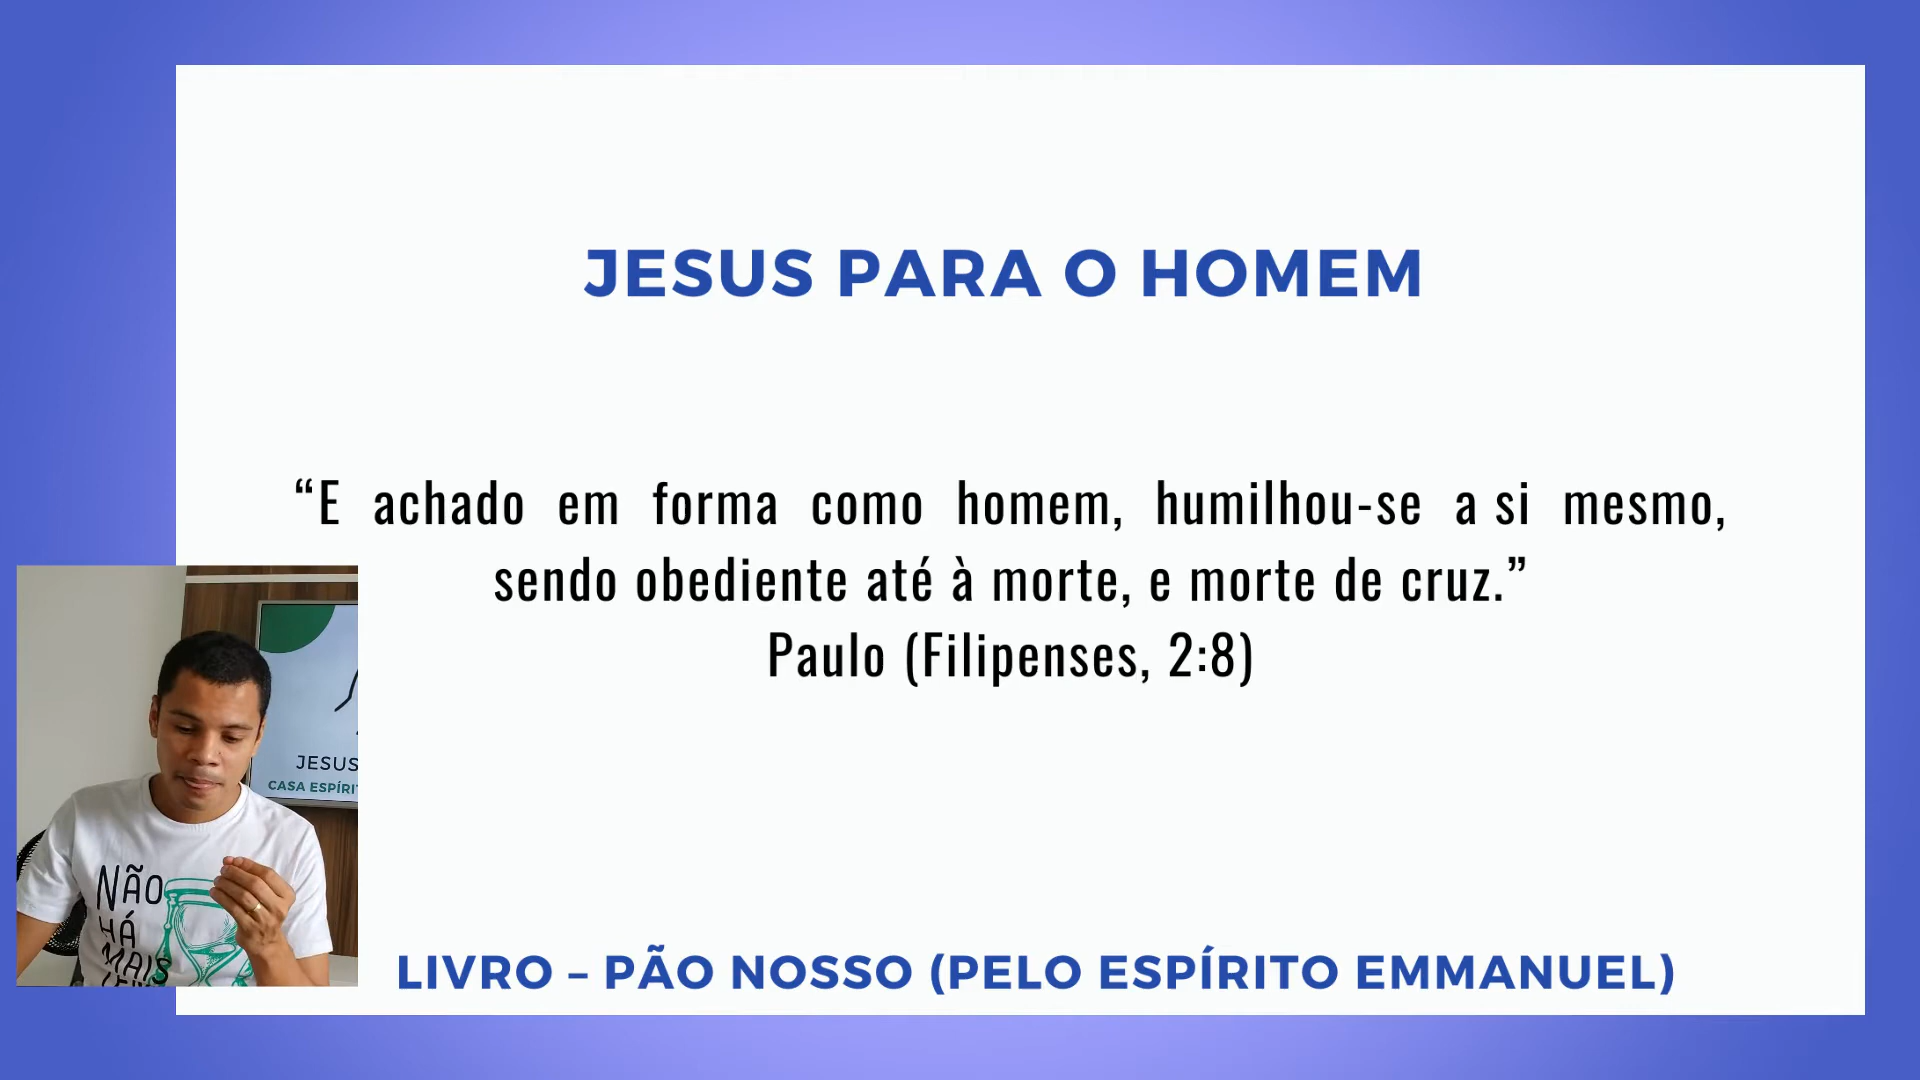 JESUS PARA O HOMEM
“E achado em forma como homem, humilhou-se a si mesmo,
sendo obediente até à morte, e morte de cruz.”
Paulo (Filipenses, 2:8)
JESUS
CASA ESPÍRIT
NÃO
HÁ
MAIS
LIVRO – PÃO NOSSO (PELO ESPÍRITO EMMANUEL)